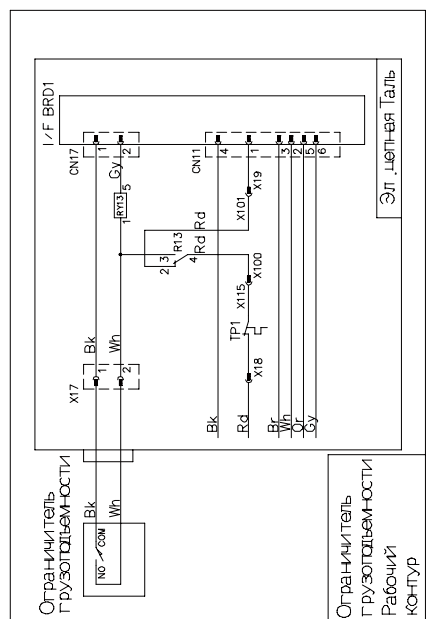 I/F BRD1
Эл.цепная Таль
CN17
1
2
CN11
4
1
3
2
5
6
Gy
5
RY13
1
X19
X101
Rd
R13
Rd
2
3
4
X100
X115
TP1
X18
Bk
Wh
X17
1
2
Bk
Rd
Br
Wh
Or
Gy
Bk
Wh
NO
COM
Ограничитель
грузоподъемности
Ограничитель
грузоподъемности
Рабочий
Контур